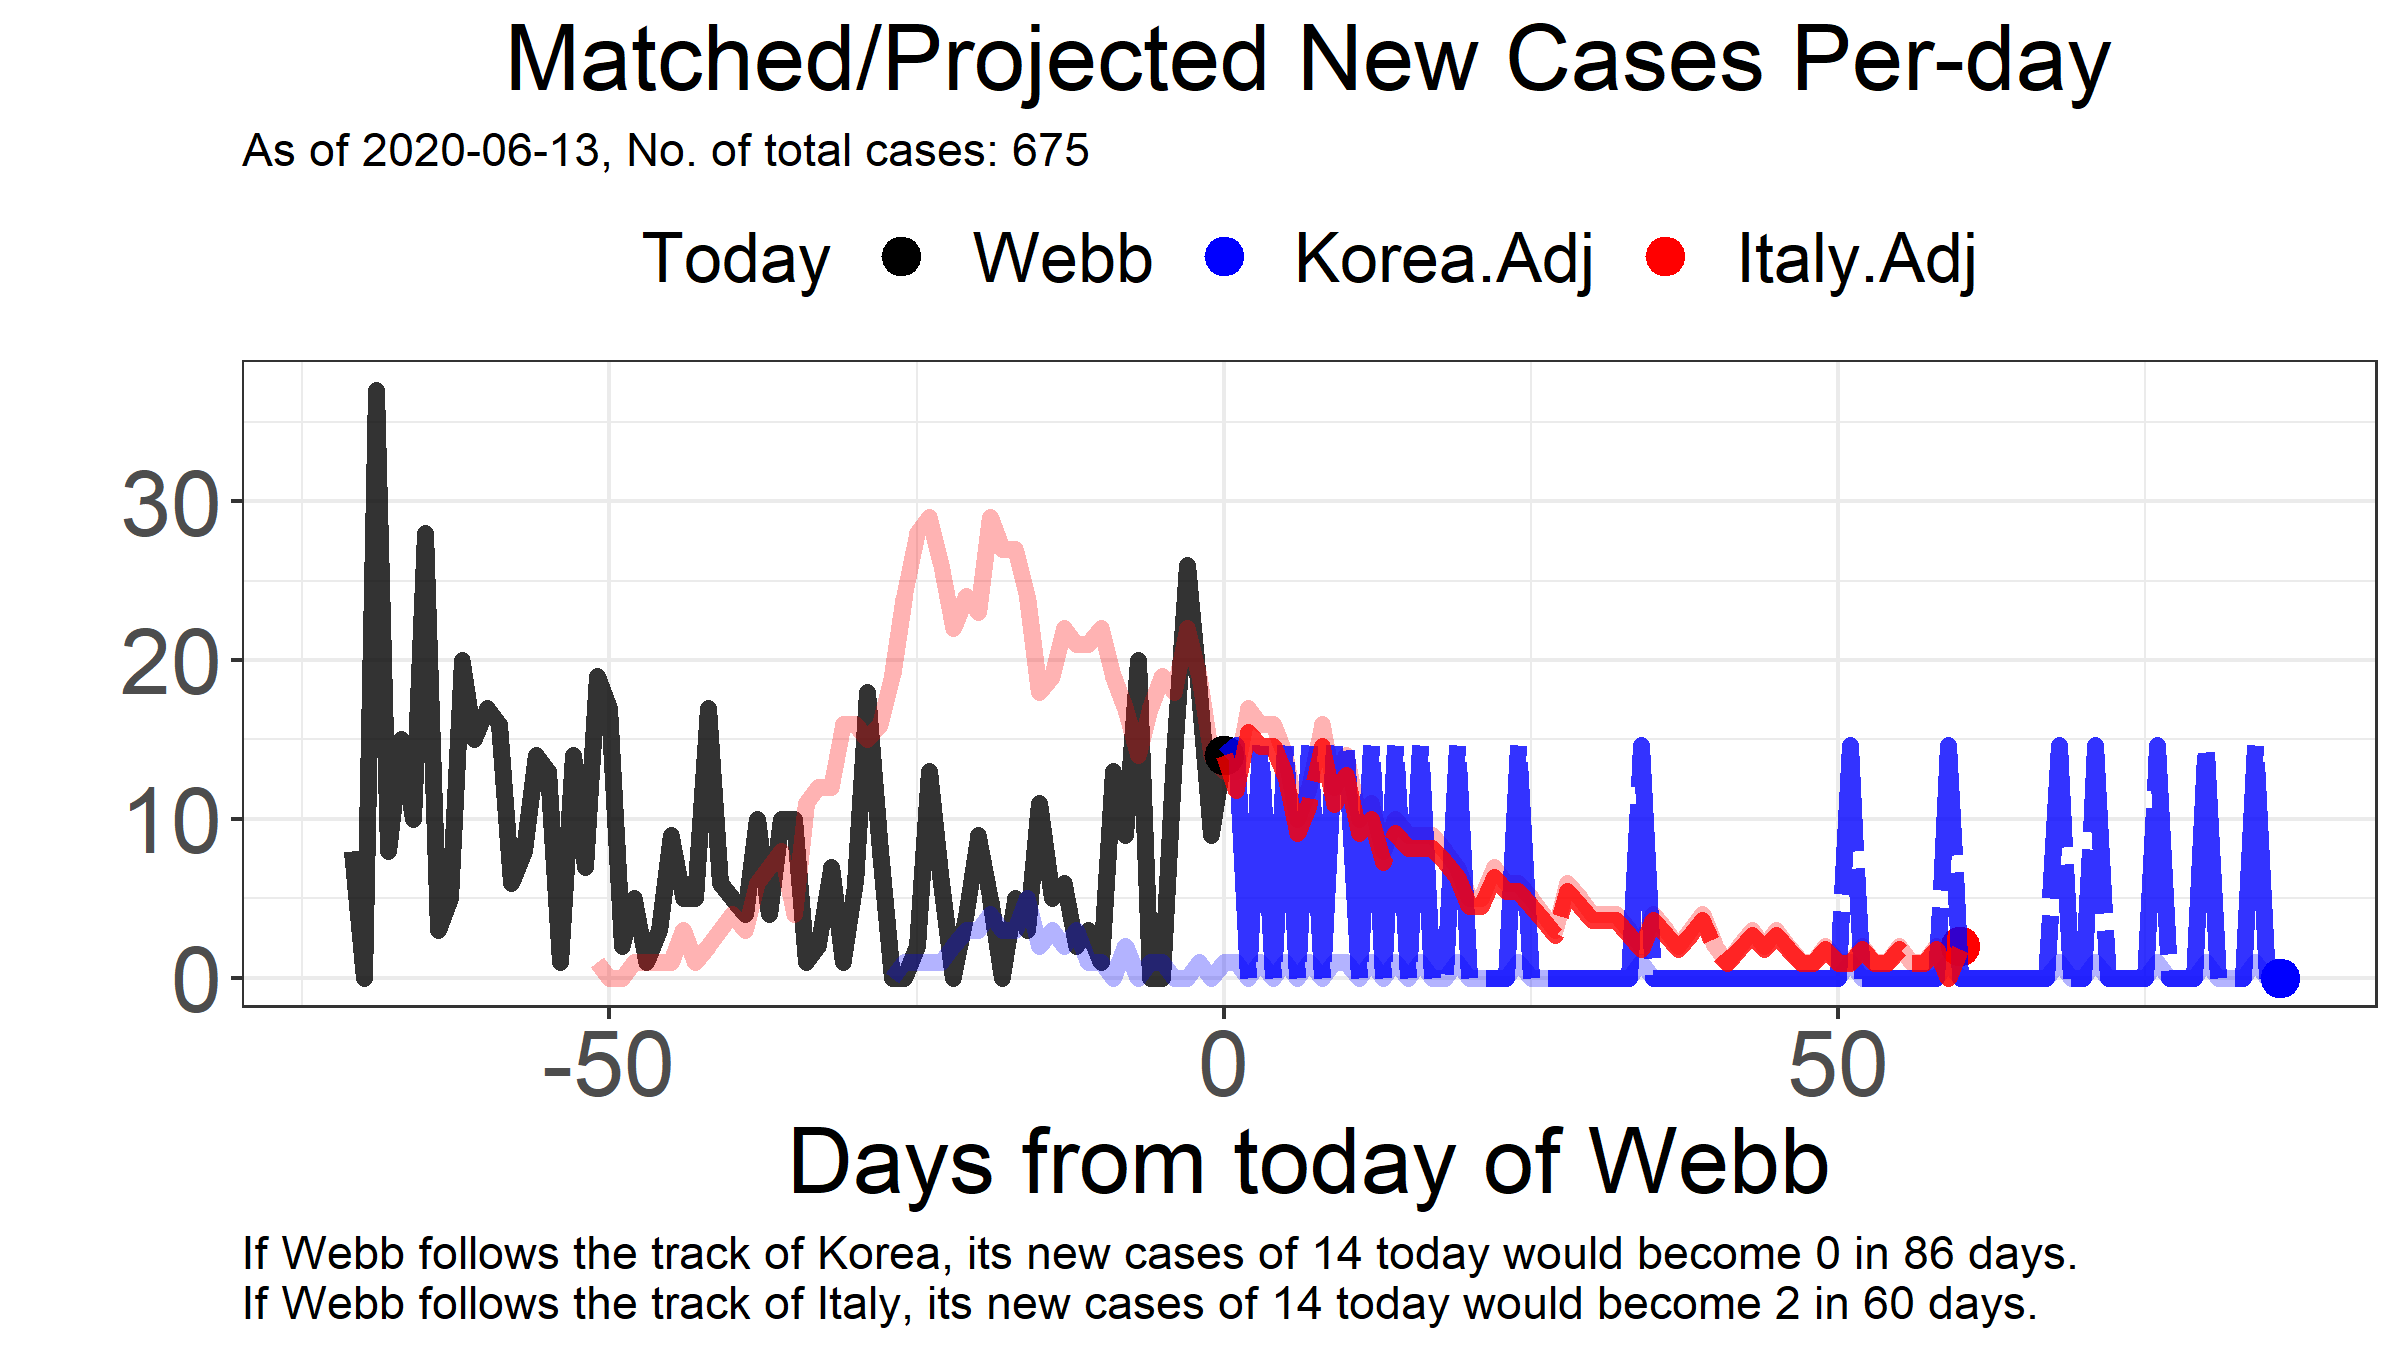 Matched/Projected New Cases Per-day
As of 2020-06-13, No. of total cases: 675
Today Webb Korea.Adj Italy.Adj
30
20
10
0
-50 0 50
Days from today of Webb
If Webb follows the track of Korea, its new cases of 14 today would become 0 in 86 days.
If Webb follows the track of Italy, its new cases of 14 today would become 2 in 60 days.